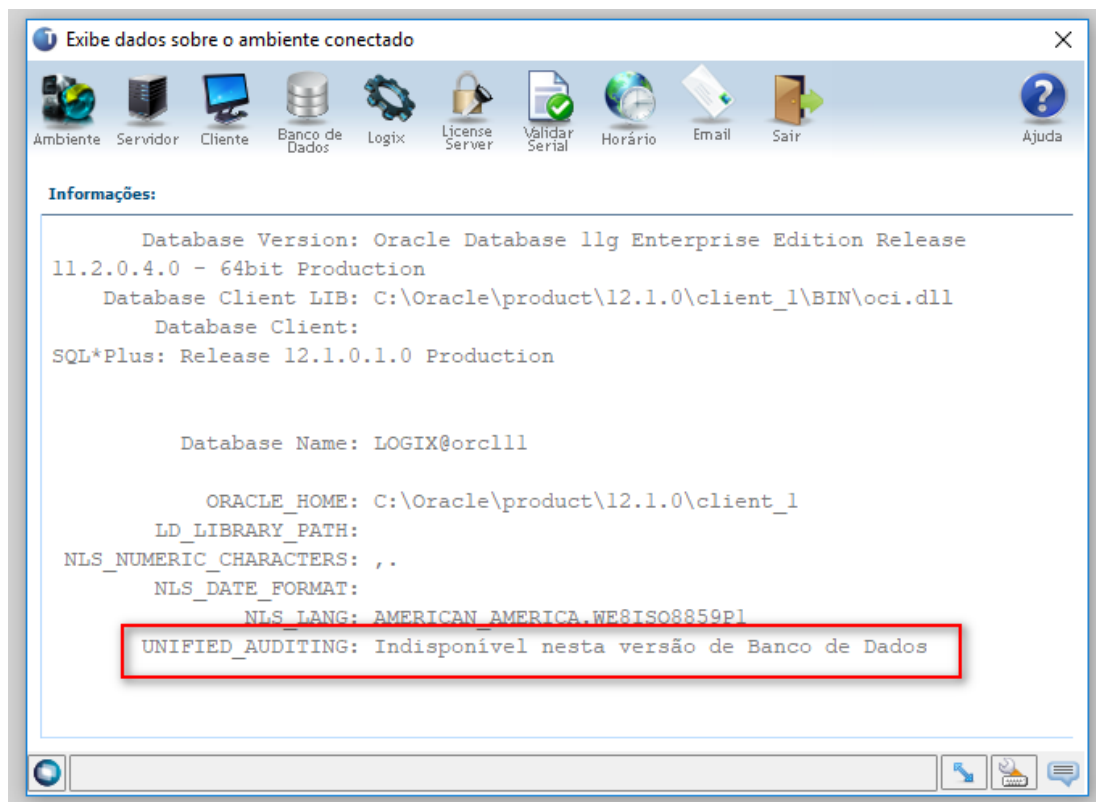 Exibe dados sobre o ambiente conectado
Ambiente Servidor Cliente Banco de Dados Logix License Server Validar Serial Horário Email Sair Ajuda
Informações:
Database Version: Oracle Database 11g Enterprise Edition Release
11.2.0.4.0 - 64bit Production
Database Client LIB: C:\Oracle\product\12.1.0\client_1\BIN\oci.dll
Database Client:
SQL*Plus: Release 12.1.0.1.0 Production
Database Name: LOGIX@orcl11
ORACLE_HOME: C:\Oracle\product\12.1.0\client_1
LD_LIBRARY_PATH:
NLS_NUMERIC_CHARACTERS: ,.
NLS_DATE_FORMAT:
NLS_LANG: AMERICAN_AMERICA.WE8ISO8859P1
UNIFIED_AUDITING: Indisponível nesta versão de Banco de Dados